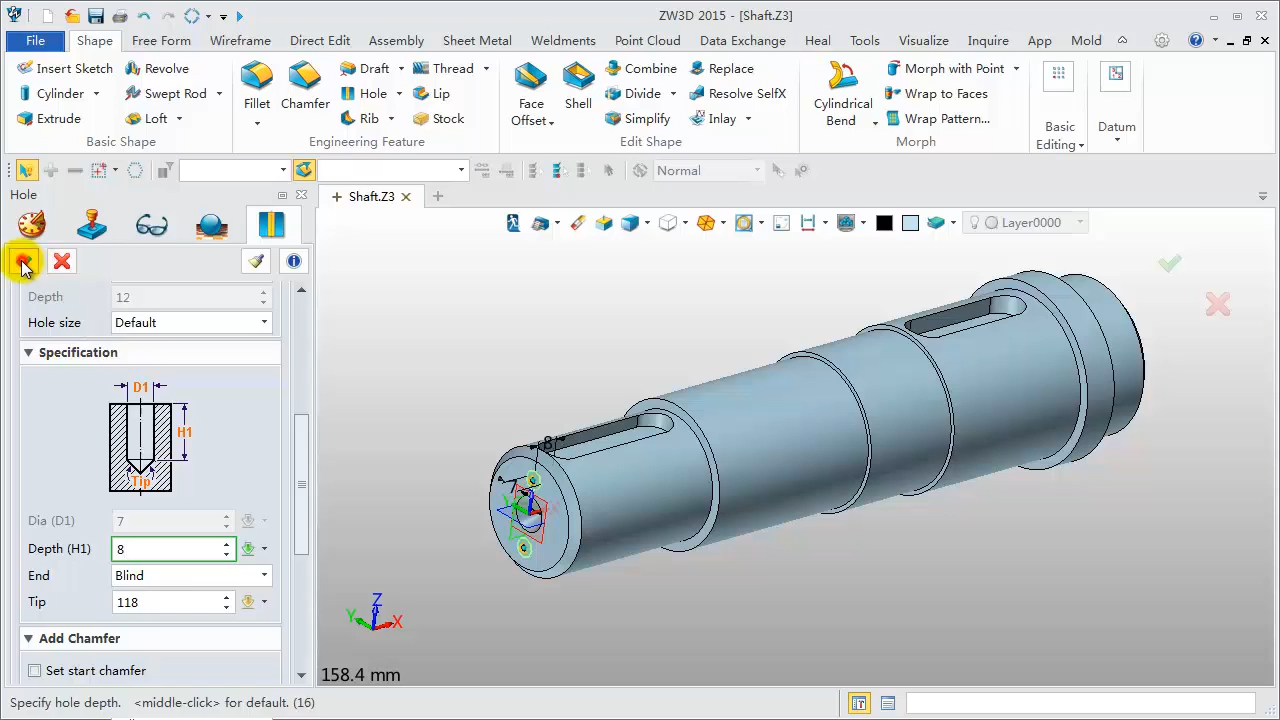 ZW3D 2015 - [Shaft.Z3]
File Shape Free Form Wireframe Direct Edit Assembly Sheet Metal Weldments Point Cloud Data Exchange Heal Tools Visualize Inquire App Mold
Insert Sketch Revolve Draft Thread Combine Replace Morph with Point
Cylinder Swept Rod Hole Lip Divide Resolve SelfX Wrap to Faces
Extrude Loft Rib Stock Simplify Inlay Wrap Pattern...
Fillet Chamfer Face Offset Shell Cylindrical Bend Basic Editing Datum
Basic Shape Engineering Feature Edit Shape Morph
Normal
Hole
Shaft.Z3
Layer0000
Depth 12
Hole size Default
Specification
D1
H1
Tip
Dia (D1) 7
Depth (H1) 8
End Blind
Tip 118
Add Chamfer
Set start chamfer
8
Z
Y
X
158.4 mm
Specify hole depth. <middle-click> for default. (16)